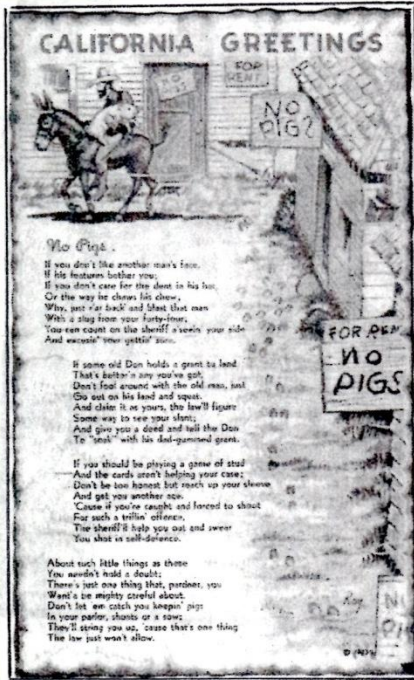 CALIFORNIA GREETINGS
FOR
RENT
NO
PIGS
NO
PIGS
No Pigs.
If you don't like another man's face,
If his features bother you;
If you don't care for the dent in his hat,
Or the way he chaws his chew,
Why, just r'ar back and blast that man
With a slug from your forty-four,
You can count on the sheriff a'seein' your side
And excusin' your gettin' sore.
If some old Don holds a grant to land
That's better'n any you've got,
Don't fool around with the old man, just
Go out on his land and squat.
And claim it as yours, the law'll figure
Some way to see your slant;
And give you a deed and tell the Don
To "soak" with his dad-gummed grant.
If you should be playing a game of stud
And the cards aren't helping your case;
Don't be too honest but reach up your sleeve
And get you another ace.
'Cause if you're caught and forced to shoot
For such a triflin' offence,
The sheriff'll help you out and swear
You shot in self-defence.
About such little things as these
You needn't hold a doubt;
There's just one thing that, pardner, you
Want'a be mighty careful about.
Don't let 'em catch you keepin' pigs
In your parlor, shants or a sow;
They'll string you up, 'cause that's one thing
The law just won't allow.
FOR REN
NO
PIGS